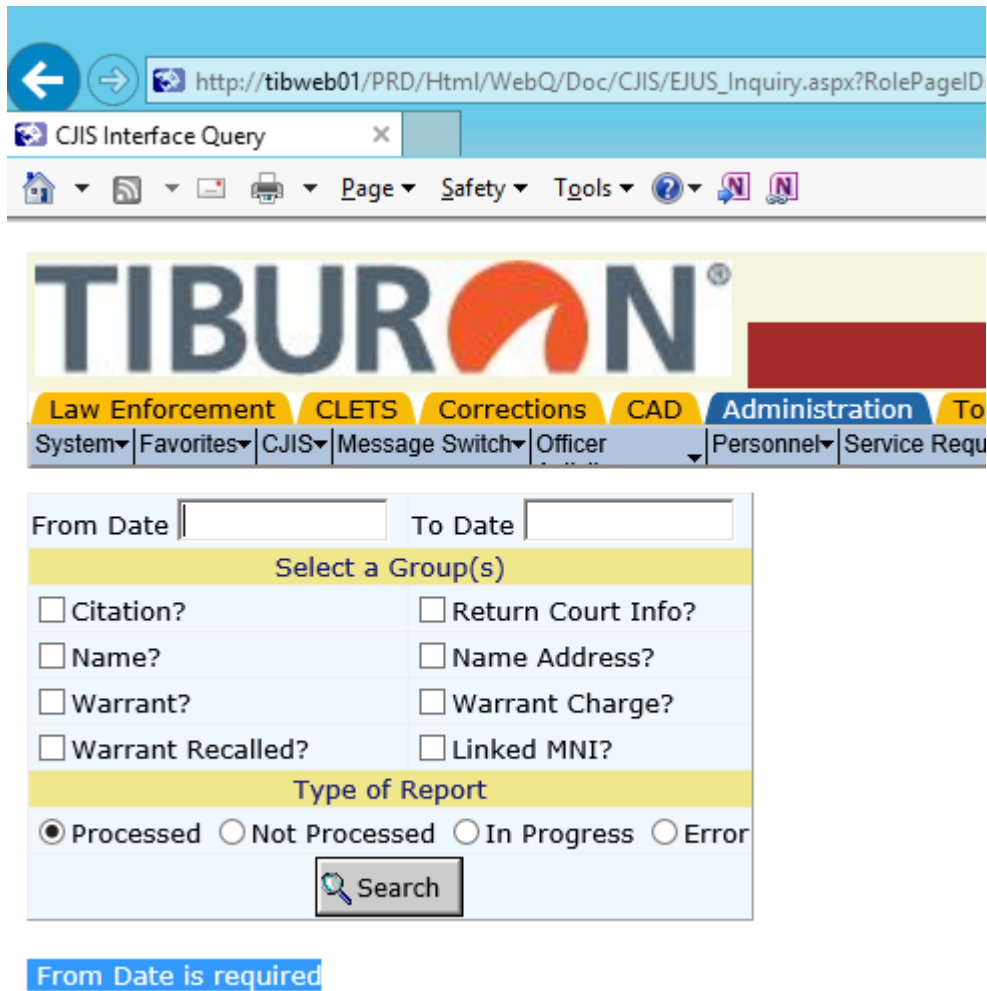 http://tibweb01/PRD/Html/WebQ/Doc/CJIS/EJUS_Inquiry.aspx?RolePageID
CJIS Interface Query
Page Safety Tools
TIBURON®
Law Enforcement CLETS Corrections CAD Administration To
System Favorites CJIS Message Switch Officer Personnel Service Requ
From Date To Date
Select a Group(s)
Citation? Return Court Info?
Name? Name Address?
Warrant? Warrant Charge?
Warrant Recalled? Linked MNI?
Type of Report
Processed Not Processed In Progress Error
Search
From Date is required